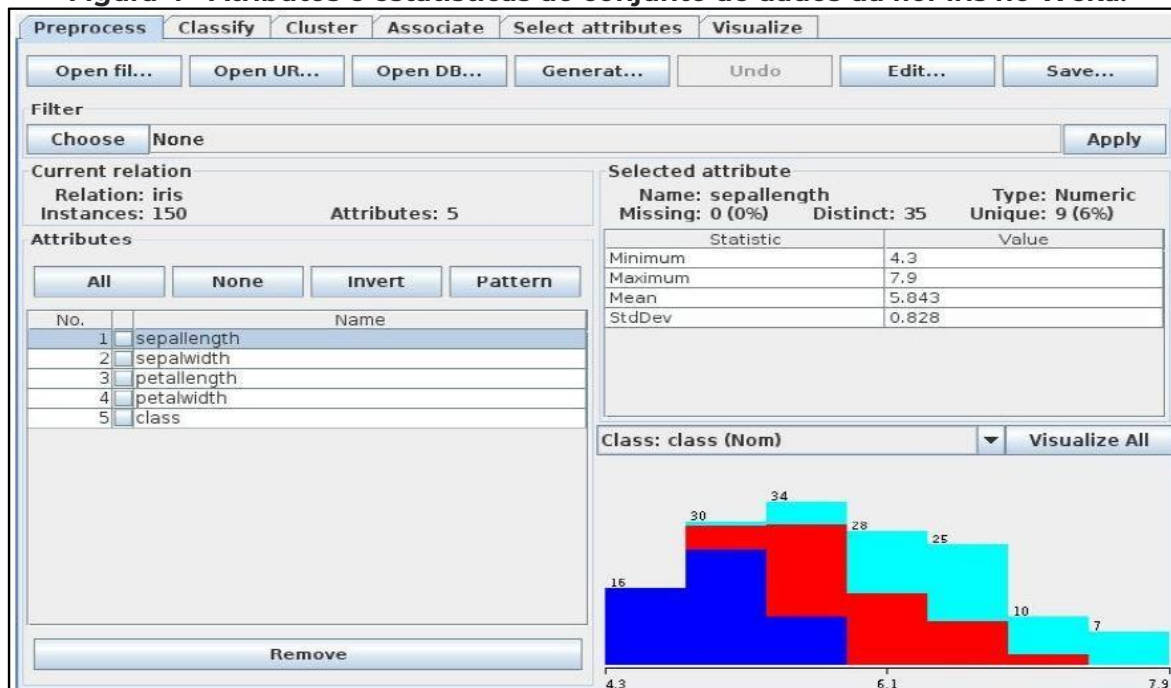 Preprocess Classify Cluster Associate Select attributes Visualize
Open fil... Open UR... Open DB... Generat... Undo Edit... Save...
Filter
Choose None Apply
Current relation
Relation: iris
Instances: 150 Attributes: 5
Selected attribute
Name: sepallength Type: Numeric
Missing: 0 (0%) Distinct: 35 Unique: 9 (6%)
Attributes
All None Invert Pattern
No. Name
1 sepallength
2 sepalwidth
3 petallength
4 petalwidth
5 class
Remove
Statistic Value
Minimum 4.3
Maximum 7.9
Mean 5.843
StdDev 0.828
Class: class (Nom) Visualize All
16 30 34 28 25 10 7
4.3 6.1 7.9